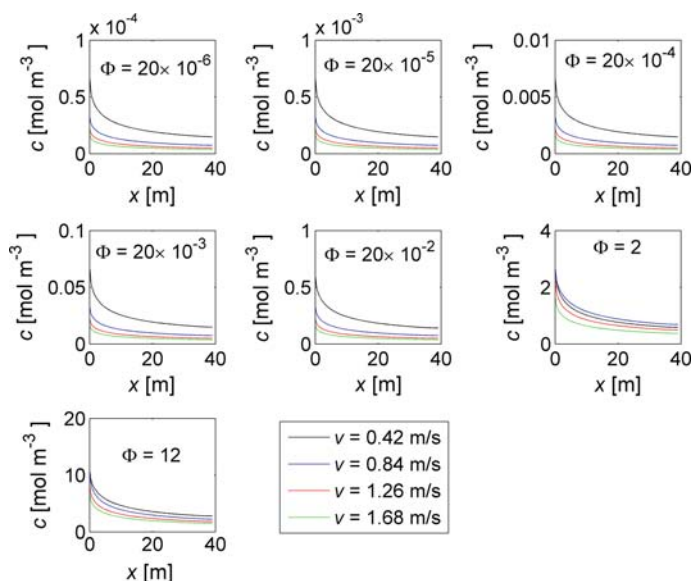 x 10⁻⁴
Φ = 20× 10⁻⁶
1
0.5
0
c [mol m⁻³]
0 20 40
x [m]
x 10⁻³
Φ = 20× 10⁻⁵
1
0.5
0
c [mol m⁻³ ]
0 20 40
x [m]
Φ = 20× 10⁻⁴
0.01
0.005
0
c [mol m⁻³]
0 20 40
x [m]
Φ = 20× 10⁻³
0.1
0.05
0
c [mol m⁻³ ]
0 20 40
x [m]
Φ = 20× 10⁻²
1
0.5
0
c [mol m⁻³ ]
0 20 40
x [m]
Φ = 2
4
2
0
c [mol m⁻³ ]
0 20 40
x [m]
Φ = 12
20
10
0
c [mol m⁻³ ]
0 20 40
x [m]
v = 0.42 m/s
v = 0.84 m/s
v = 1.26 m/s
v = 1.68 m/s